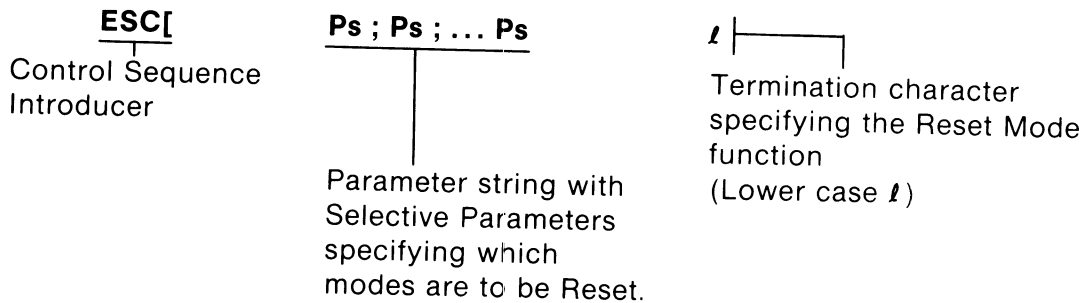 ESC[
Control Sequence
Introducer
Ps ; Ps ; ... Ps
Parameter string with
Selective Parameters
specifying which
modes are to be Reset.
ℓ
Termination character
specifying the Reset Mode
function
(Lower case ℓ)